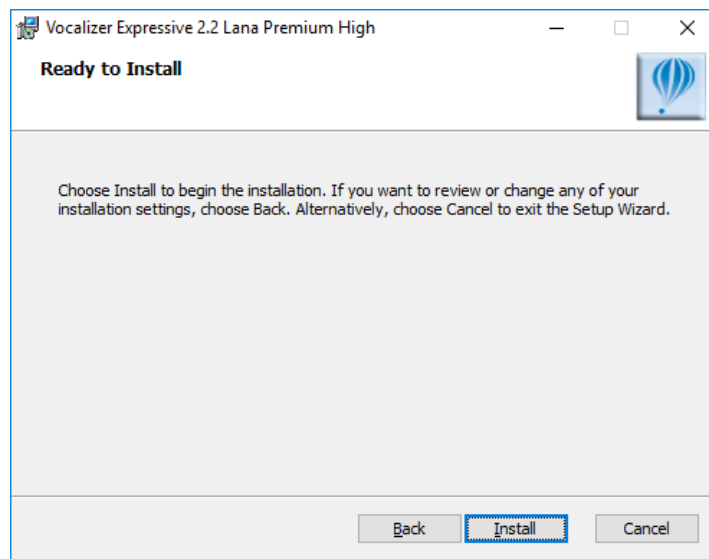 Vocalizer Expressive 2.2 Lana Premium High
Ready to Install
Choose Install to begin the installation. If you want to review or change any of your
installation settings, choose Back. Alternatively, choose Cancel to exit the Setup Wizard.
Back Install Cancel